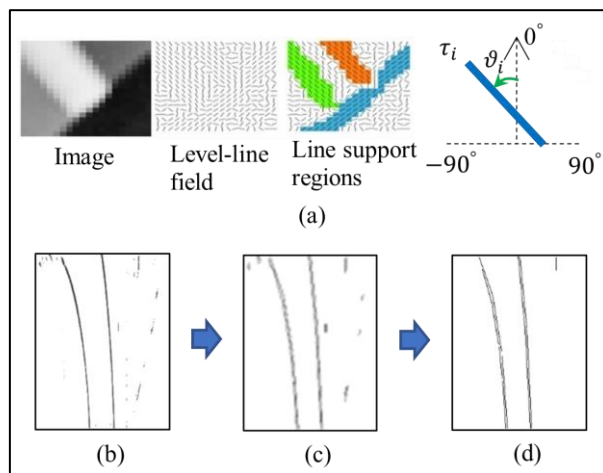 τᵢ
ϑᵢ
0°
−90°
90°
Image
Level-line
field
Line support
regions
(a)
(b)
(c)
(d)